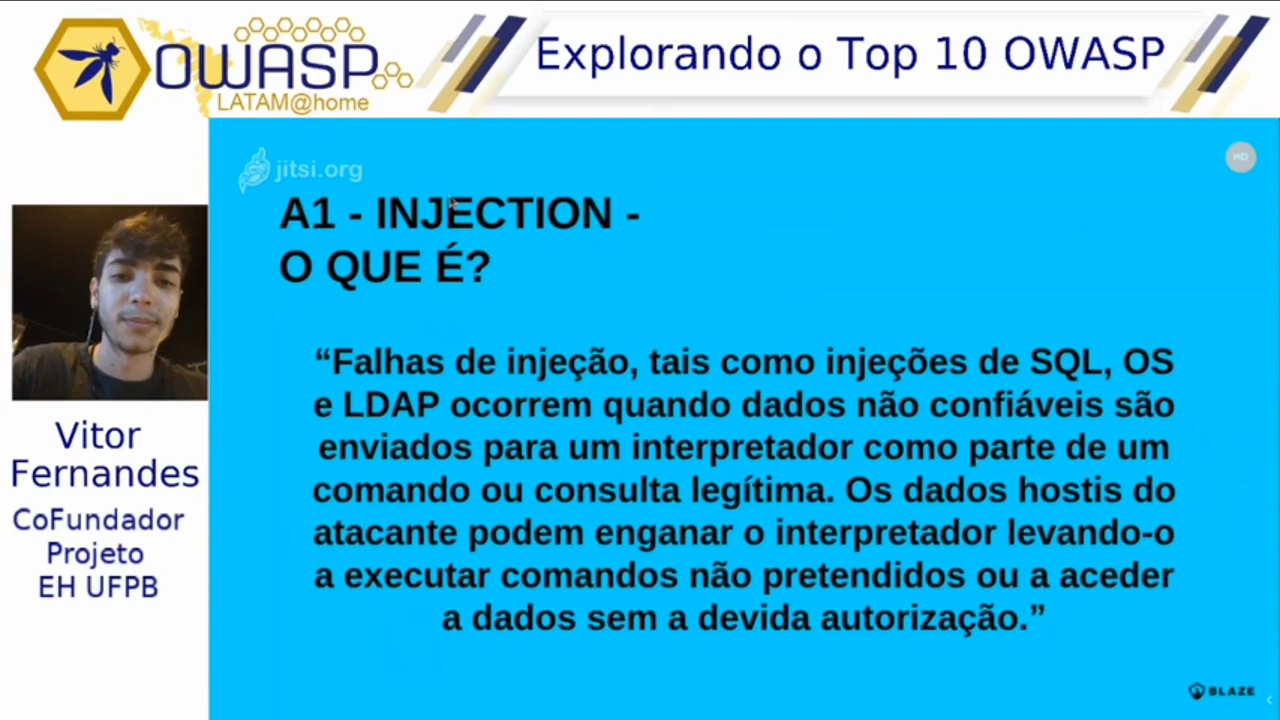 OWASP
LATAM@home
Explorando o Top 10 OWASP
jitsi.org
HD
A1 - INJECTION -
O QUE É?
“Falhas de injeção, tais como injeções de SQL, OS
e LDAP ocorrem quando dados não confiáveis são
enviados para um interpretador como parte de um
comando ou consulta legítima. Os dados hostis do
atacante podem enganar o interpretador levando-o
a executar comandos não pretendidos ou a aceder
a dados sem a devida autorização.”
Vitor
Fernandes
CoFundador
Projeto
EH UFPB
BLAZE